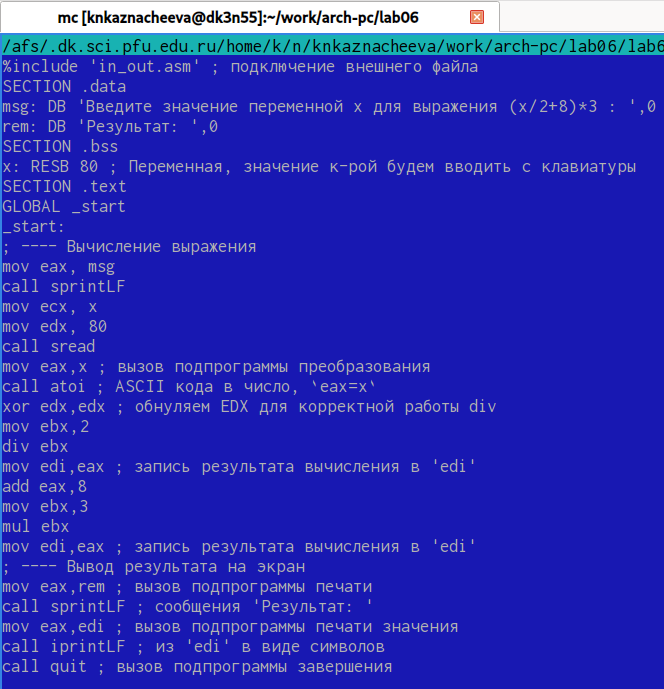 mc [knkaznacheeva@dk3n55]:~/work/arch-pc/lab06
/afs/.dk.sci.pfu.edu.ru/home/k/n/knkaznacheeva/work/arch-pc/lab06/lab6
%include 'in_out.asm' ; подключение внешнего файла
SECTION .data
msg: DB 'Введите значение переменной x для выражения (x/2+8)*3 : ',0
rem: DB 'Результат: ',0
SECTION .bss
x: RESB 80 ; Переменная, значение к-рой будем вводить с клавиатуры
SECTION .text
GLOBAL _start
_start:
; ---- Вычисление выражения
mov eax, msg
call sprintLF
mov ecx, x
mov edx, 80
call sread
mov eax,x ; вызов подпрограммы преобразования
call atoi ; ASCII кода в число, `eax=x`
xor edx,edx ; обнуляем EDX для корректной работы div
mov ebx,2
div ebx
mov edi,eax ; запись результата вычисления в 'edi'
add eax,8
mov ebx,3
mul ebx
mov edi,eax ; запись результата вычисления в 'edi'
; ---- Вывод результата на экран
mov eax,rem ; вызов подпрограммы печати
call sprintLF ; сообщения 'Результат: '
mov eax,edi ; вызов подпрограммы печати значения
call iprintLF ; из 'edi' в виде символов
call quit ; вызов подпрограммы завершения